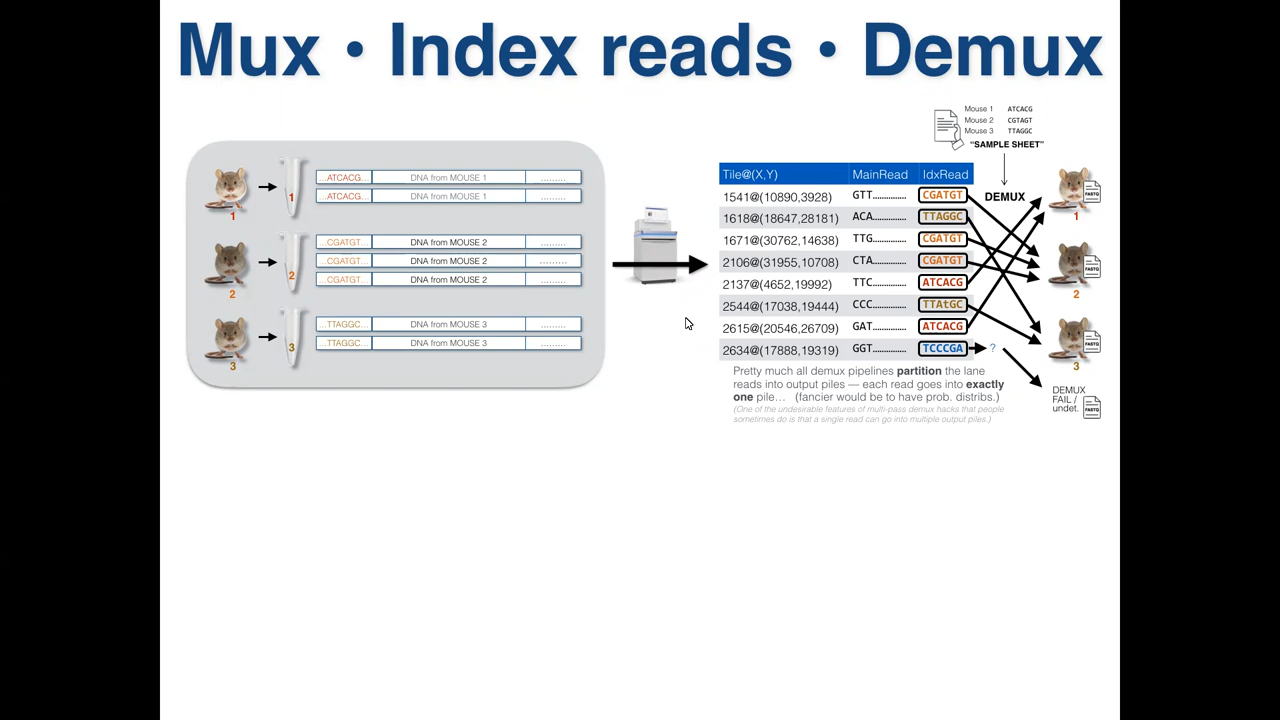 Mux • Index reads • Demux
Mouse 1 ATCACG
Mouse 2 CGTAGT
Mouse 3 TTAGGC
"SAMPLE SHEET"
1
1
...ATCACG... DNA from MOUSE 1 .........
...ATCACG... DNA from MOUSE 1 .........
2
2
...CGATGT... DNA from MOUSE 2 .........
...CGATGT... DNA from MOUSE 2 .........
...CGATGT... DNA from MOUSE 2 .........
3
3
...TTAGGC... DNA from MOUSE 3 .........
...TTAGGC... DNA from MOUSE 3 .........
Tile@(X,Y) MainRead IdxRead
1541@(10890,3928) GTT............... CGATGT
1618@(18647,28181) ACA............... TTAGGC
1671@(30762,14638) TTG............... CGATGT
2106@(31955,10708) CTA............... CGATGT
2137@(4652,19992) TTC............... ATCACG
2544@(17038,19444) CCC............... TTAtGC
2615@(20546,26709) GAT............... ATCACG
2634@(17888,19319) GGT............... TCCCGA ?
DEMUX
FASTQ
1
FASTQ
2
FASTQ
3
DEMUX
FAIL /
undet.
FASTQ
Pretty much all demux pipelines partition the lane
reads into output piles — each read goes into exactly
one pile... (fancier would be to have prob. distribs.)
(One of the undesirable features of multi-pass demux hacks that people
sometimes do is that a single read can go into multiple output piles.)